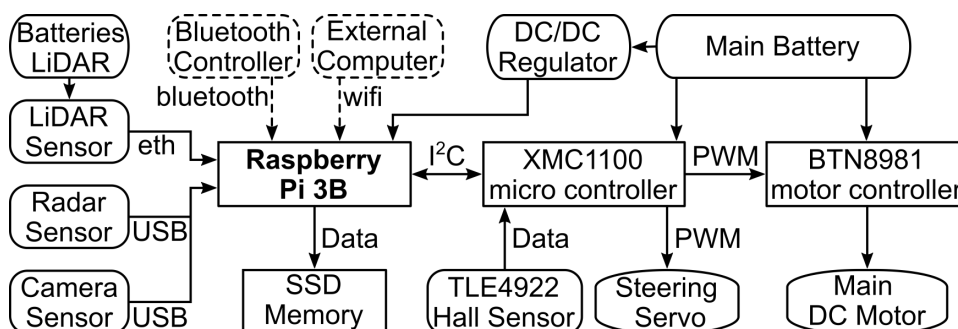 Batteries
LiDAR
Bluetooth
Controller
External
Computer
DC/DC
Regulator
Main Battery
bluetooth
wifi
LiDAR
Sensor
eth
Raspberry
Pi 3B
I²C
XMC1100
micro controller
PWM
BTN8981
motor controller
Radar
Sensor
USB
Data
Data
PWM
Camera
Sensor
USB
SSD
Memory
TLE4922
Hall Sensor
Steering
Servo
Main
DC Motor